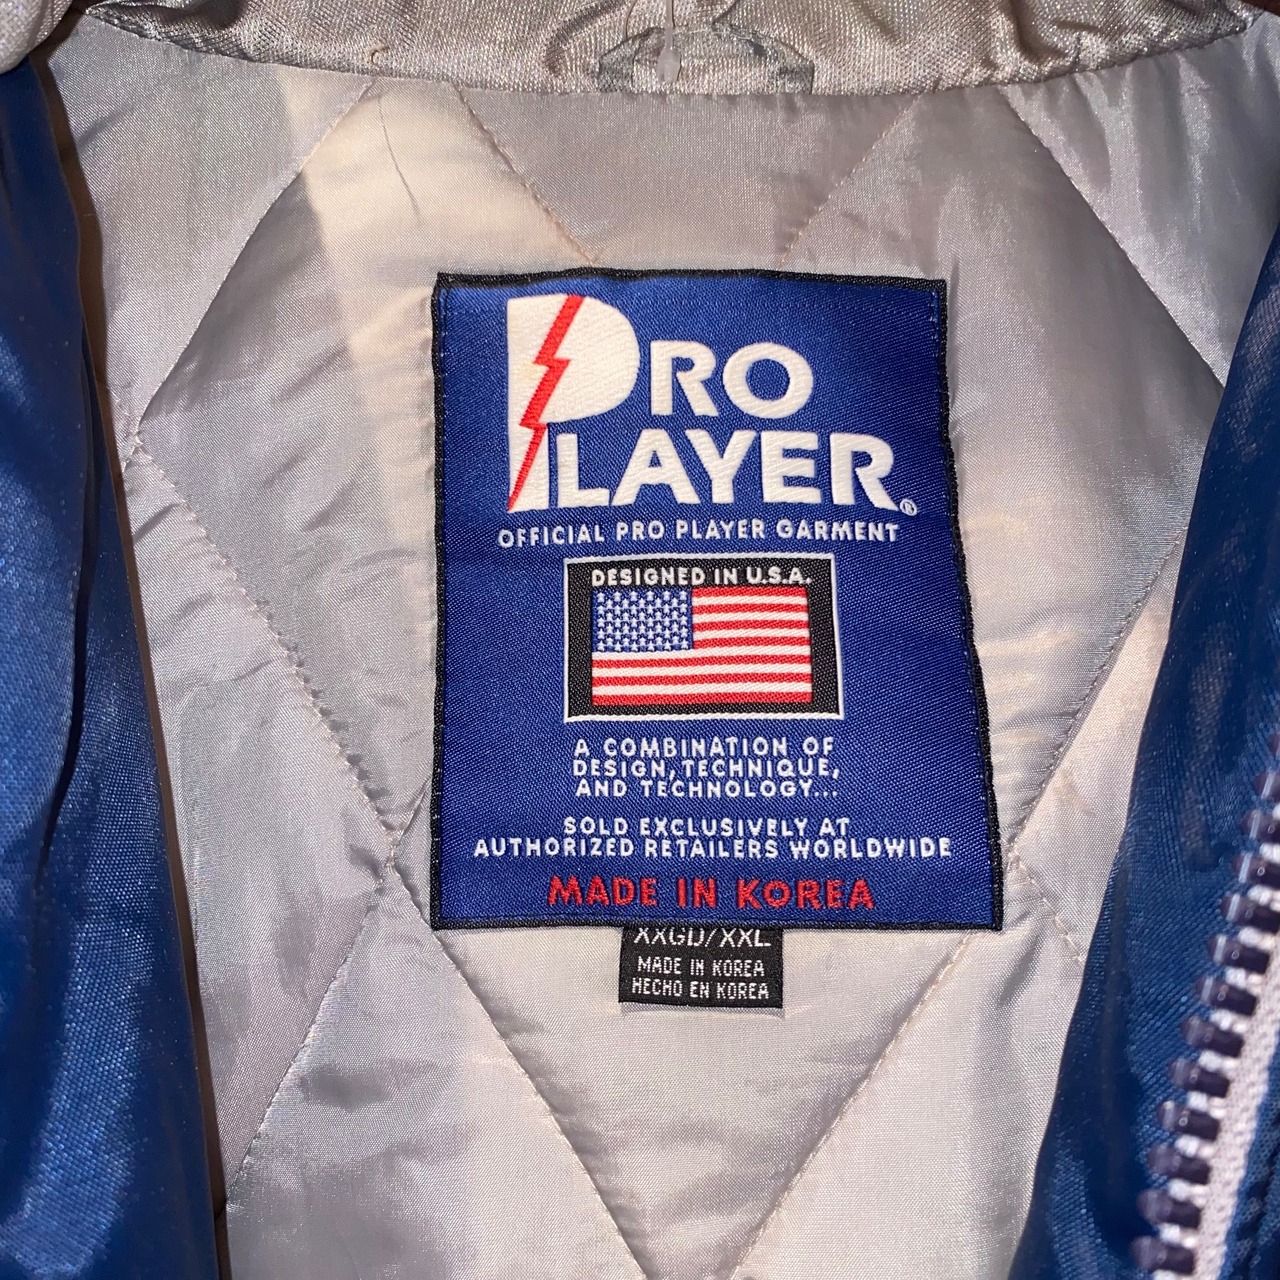 PRO
PLAYER®
OFFICIAL PRO PLAYER GARMENT
DESIGNED IN U.S.A.
A COMBINATION OF
DESIGN, TECHNIQUE,
AND TECHNOLOGY...
SOLD EXCLUSIVELY AT
AUTHORIZED RETAILERS WORLDWIDE
MADE IN KOREA
XXGD/XXL
MADE IN KOREA
HECHO EN KOREA